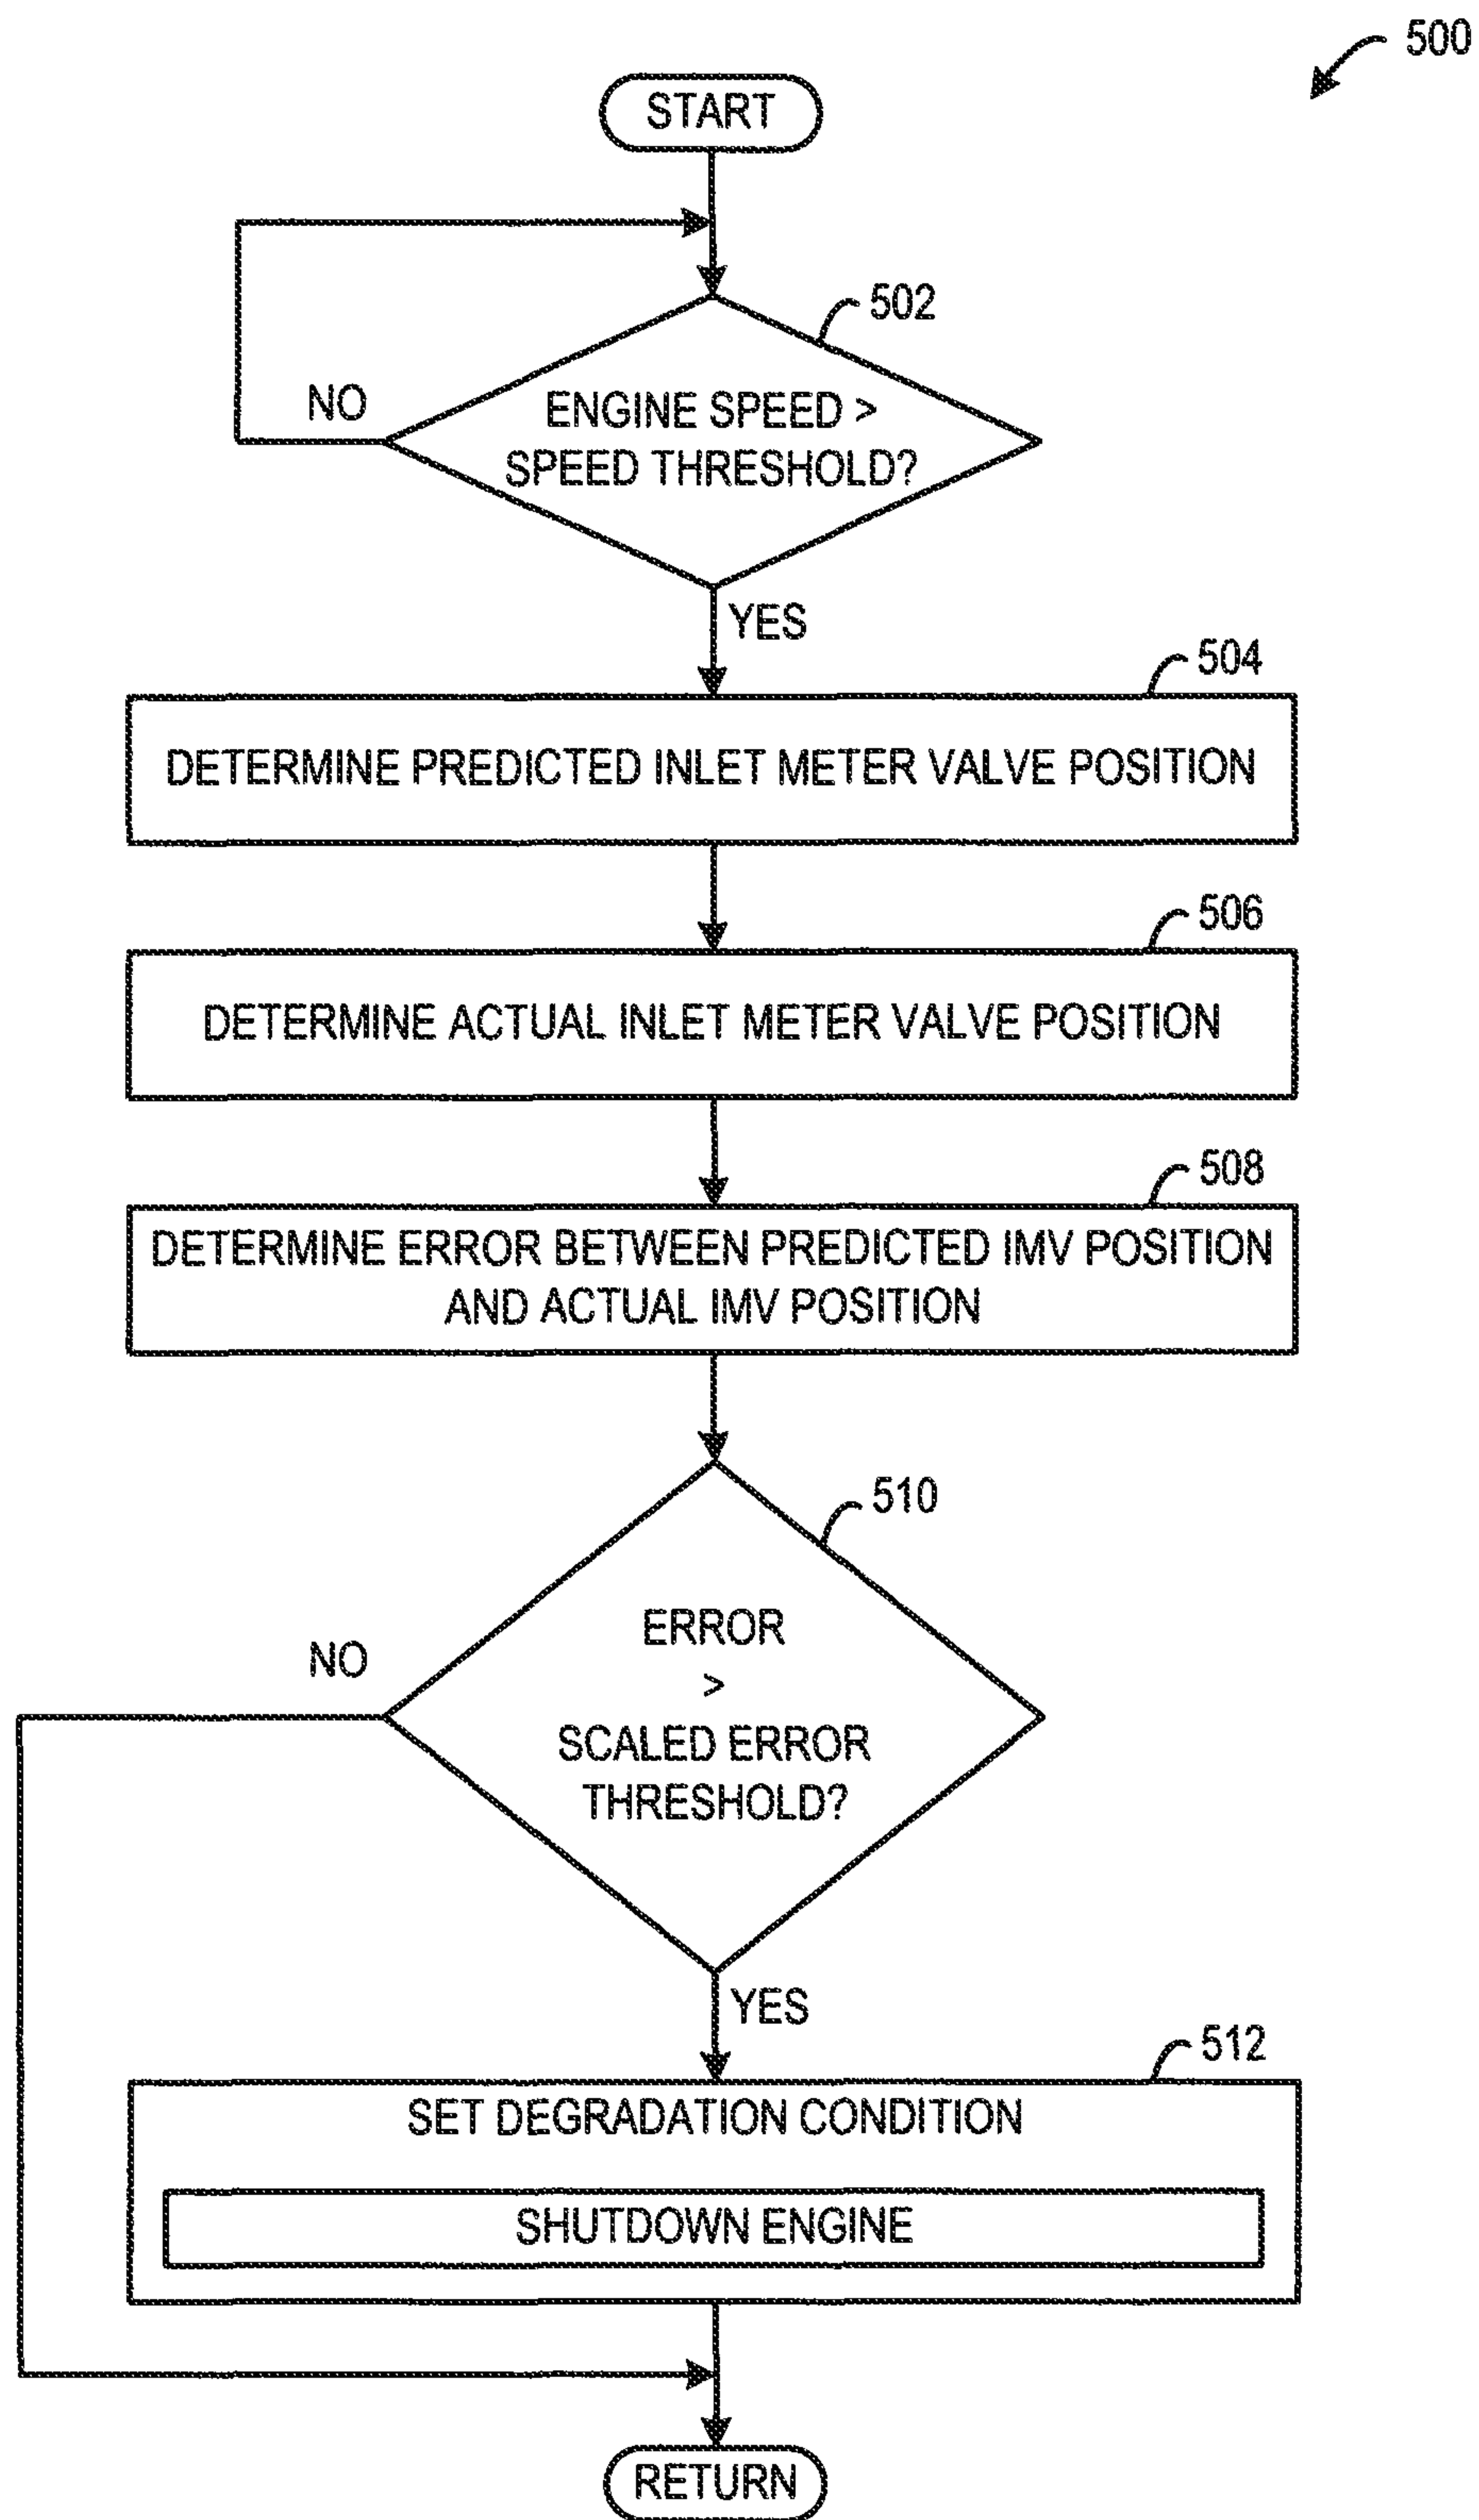 500
START
502
NO
ENGINE SPEED >
SPEED THRESHOLD?
YES
504
DETERMINE PREDICTED INLET METER VALVE POSITION
506
DETERMINE ACTUAL INLET METER VALVE POSITION
508
DETERMINE ERROR BETWEEN PREDICTED IMV POSITION
AND ACTUAL IMV POSITION
510
NO
ERROR
>
SCALED ERROR
THRESHOLD?
YES
512
SET DEGRADATION CONDITION
SHUTDOWN ENGINE
RETURN